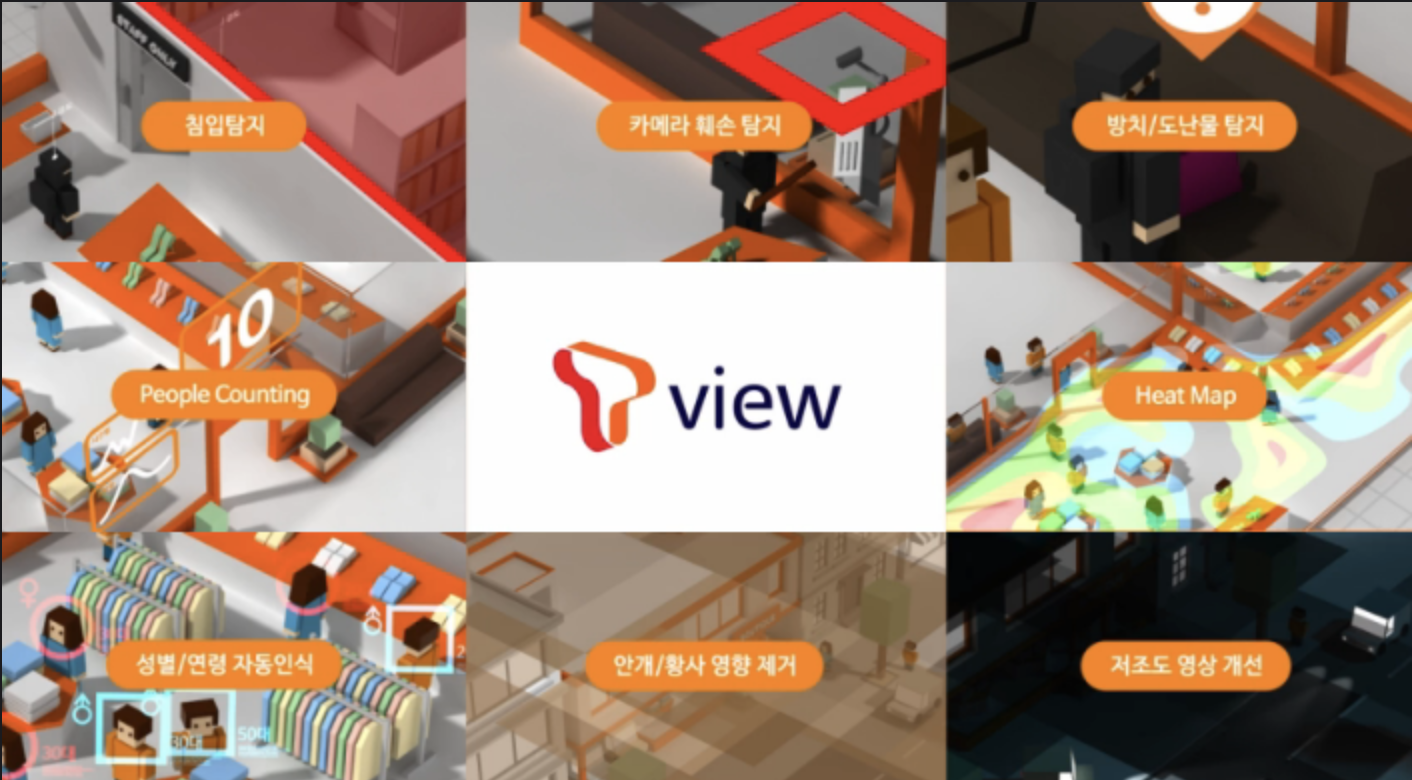 STAFF ONLY
침입탐지
카메라 훼손 탐지
방치/도난물 탐지
10
People Counting
T view
Heat Map
성별/연령 자동인식
30대
50대
30대
안개/황사 영향 제거
저조도 영상 개선